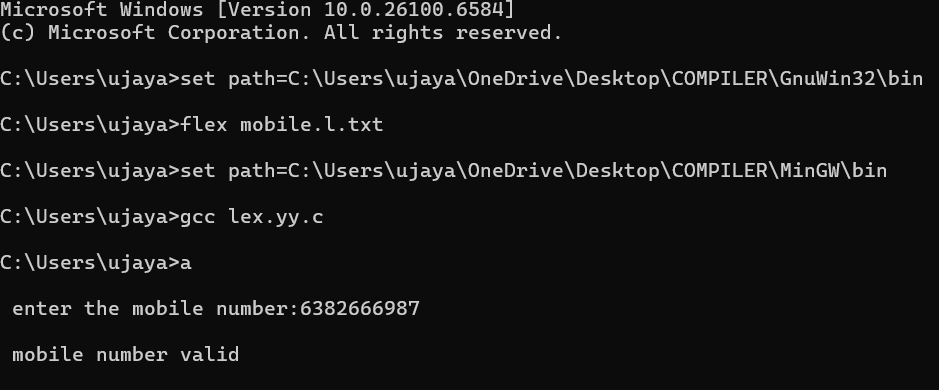 Microsoft Windows [Version 10.0.26100.6584]
(c) Microsoft Corporation. All rights reserved.
C:\Users\ujaya>set path=C:\Users\ujaya\OneDrive\Desktop\COMPILER\GnuWin32\bin
C:\Users\ujaya>flex mobile.l.txt
C:\Users\ujaya>set path=C:\Users\ujaya\OneDrive\Desktop\COMPILER\MinGW\bin
C:\Users\ujaya>gcc lex.yy.c
C:\Users\ujaya>a
enter the mobile number:6382666987
mobile number valid